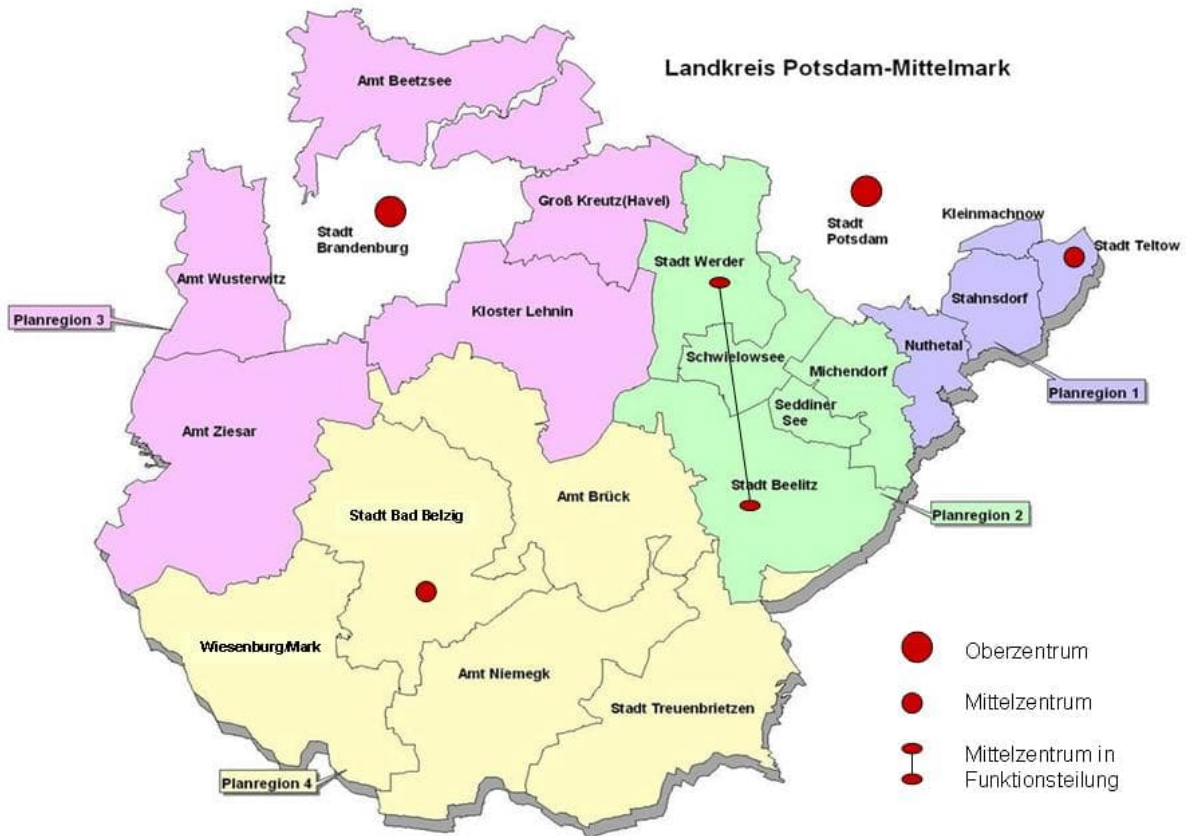 Landkreis Potsdam-Mittelmark
Amt Beetzsee
Groß Kreutz(Havel)
Stadt
Brandenburg
Stadt
Potsdam
Kleinmachnow
Stadt Teltow
Stadt Werder
Amt Wusterwitz
Stahnsdorf
Kloster Lehnin
Planregion 3
Schwielowsee
Nuthetal
Michendorf
Planregion 1
Seddiner
See
Amt Ziesar
Stadt Beelitz
Amt Brück
Stadt Bad Belzig
Planregion 2
Wiesenburg/Mark
Amt Niemegk
Stadt Treuenbrietzen
Planregion 4
Oberzentrum
Mittelzentrum
Mittelzentrum in
Funktionsteilung